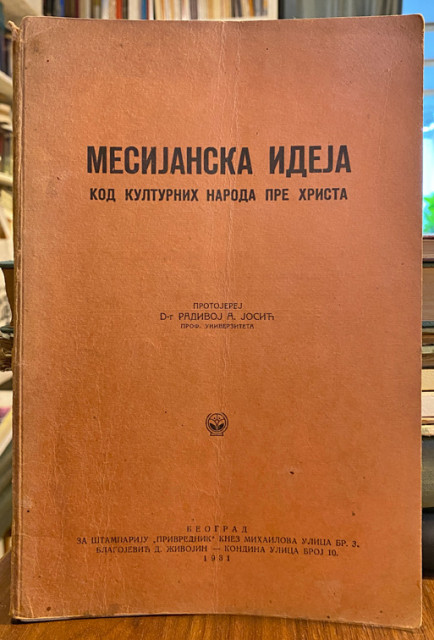 МЕСИЈАНСКА ИДЕЈА
КОД КУЛТУРНИХ НАРОДА ПРЕ ХРИСТА
ПРОТОЈЕРЕЈ
D-r РАДИВОЈ А. ЈОСИЋ
ПРОФ. УНИВЕРЗИТЕТА
БЕОГРАД
ЗА ШТАМПАРИЈУ „ПРИВРЕДНИК“ КНЕЗ МИХАИЛОВА УЛИЦА БР. 3.
БЛАГОЈЕВИЋ Д. ЖИВОЈИН — КОНДИНА УЛИЦА БРОЈ 10.
1931